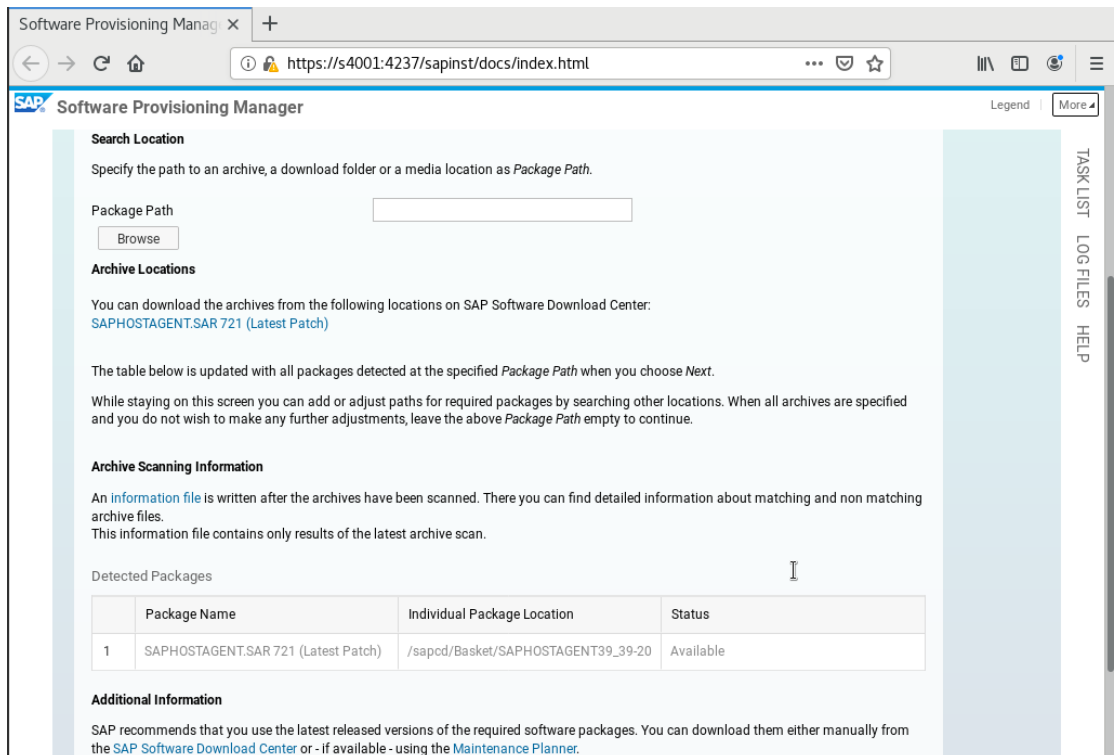 Software Provisioning Manag
https://s4001:4237/sapinst/docs/index.html
SAP Software Provisioning Manager
Legend
More
TASK LIST
LOG FILES
HELP
Search Location
Specify the path to an archive, a download folder or a media location as Package Path.
Package Path
Browse
Archive Locations
You can download the archives from the following locations on SAP Software Download Center:
SAPHOSTAGENT.SAR 721 (Latest Patch)
The table below is updated with all packages detected at the specified Package Path when you choose Next.
While staying on this screen you can add or adjust paths for required packages by searching other locations. When all archives are specified
and you do not wish to make any further adjustments, leave the above Package Path empty to continue.
Archive Scanning Information
An information file is written after the archives have been scanned. There you can find detailed information about matching and non matching
archive files.
This information file contains only results of the latest archive scan.
Detected Packages
Package Name Individual Package Location Status
1 SAPHOSTAGENT.SAR 721 (Latest Patch) /sapcd/Basket/SAPHOSTAGENT39_39-20 Available
Additional Information
SAP recommends that you use the latest released versions of the required software packages. You can download them either manually from
the SAP Software Download Center or - if available - using the Maintenance Planner.